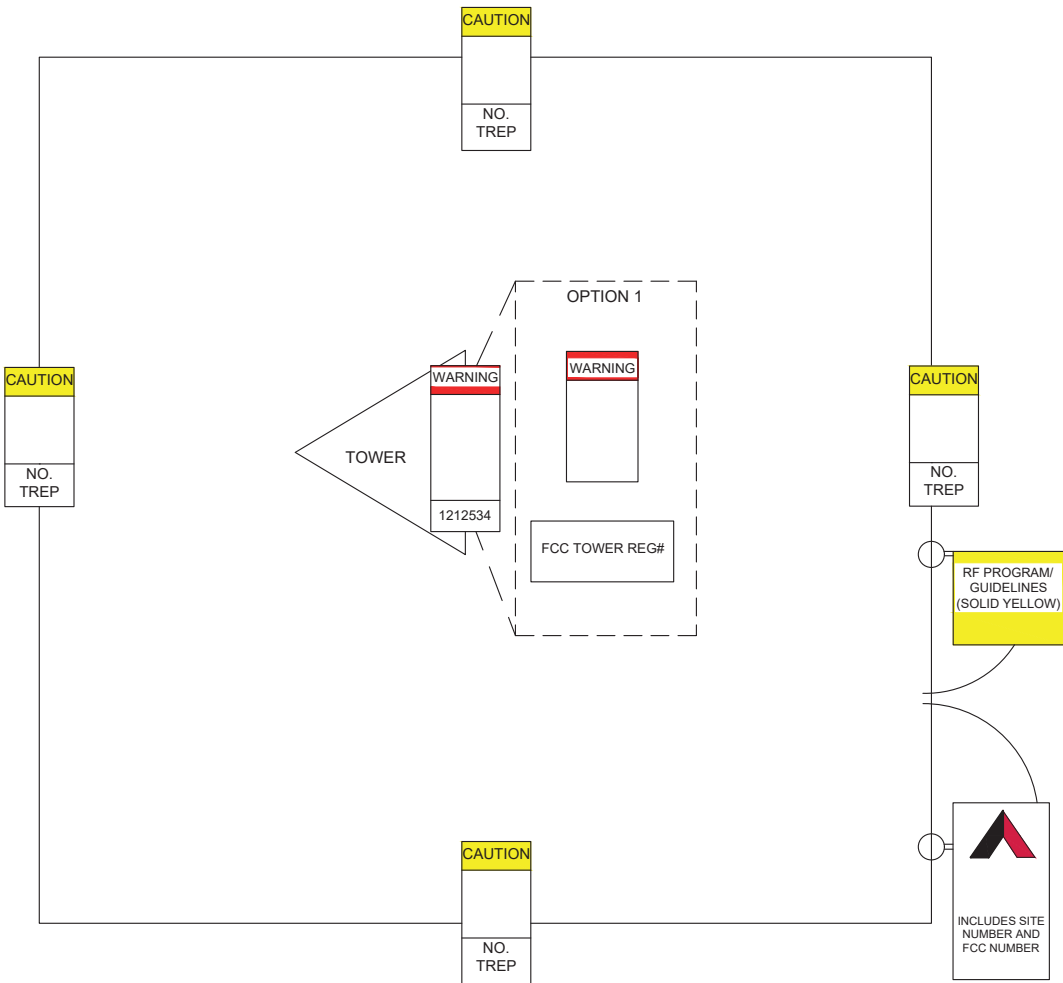 CAUTION
NO.
TREP
OPTION 1
WARNING
WARNING
CAUTION
NO.
TREP
TOWER
1212534
FCC TOWER REG#
CAUTION
NO.
TREP
RF PROGRAM/
GUIDELINES
(SOLID YELLOW)
CAUTION
NO.
TREP
INCLUDES SITE
NUMBER AND
FCC NUMBER